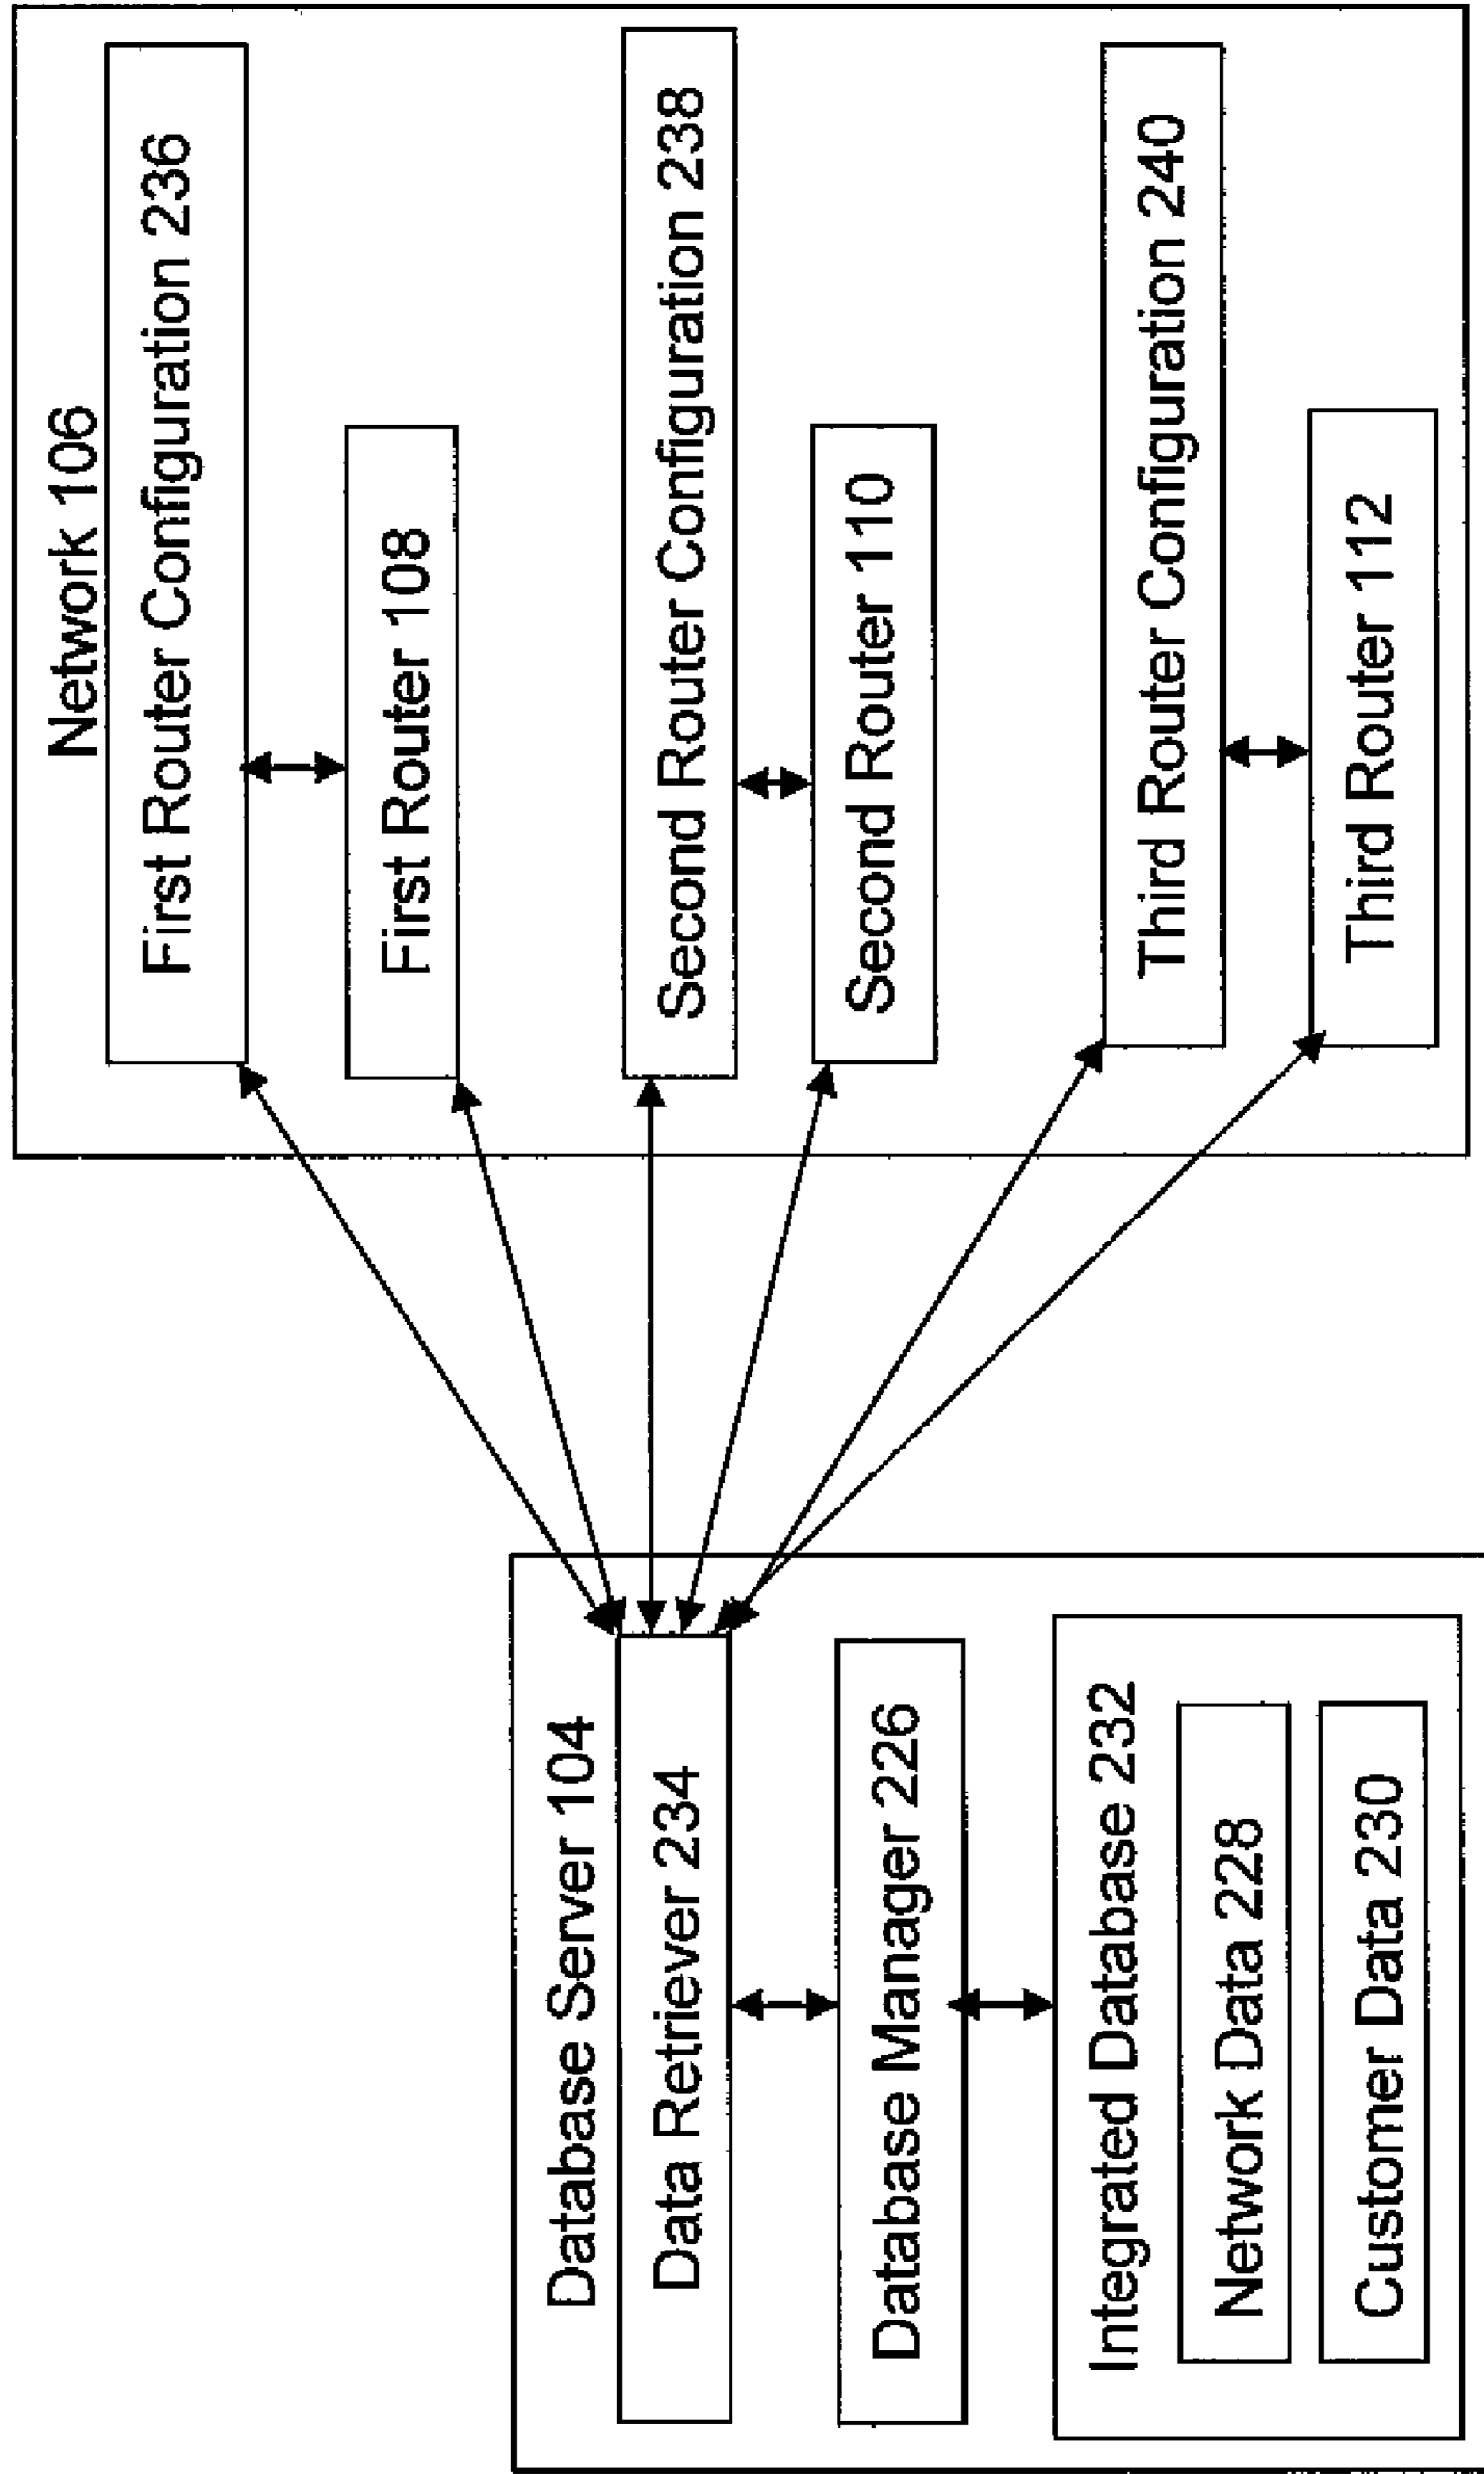 Database Server 104
Data Retriever 234
Database Manager 226
Integrated Database 232
Network Data 228
Customer Data 230
Network 106
First Router Configuration 236
First Router 108
Second Router Configuration 238
Second Router 110
Third Router Configuration 240
Third Router 112